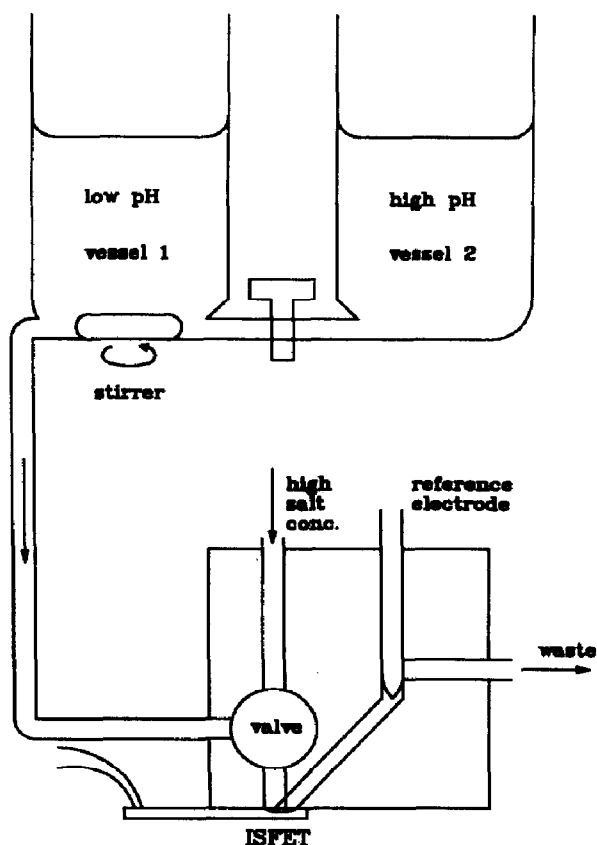 low pH
vessel 1
high pH
vessel 2
stirrer
high
salt
conc.
reference
electrode
waste
valve
ISFET